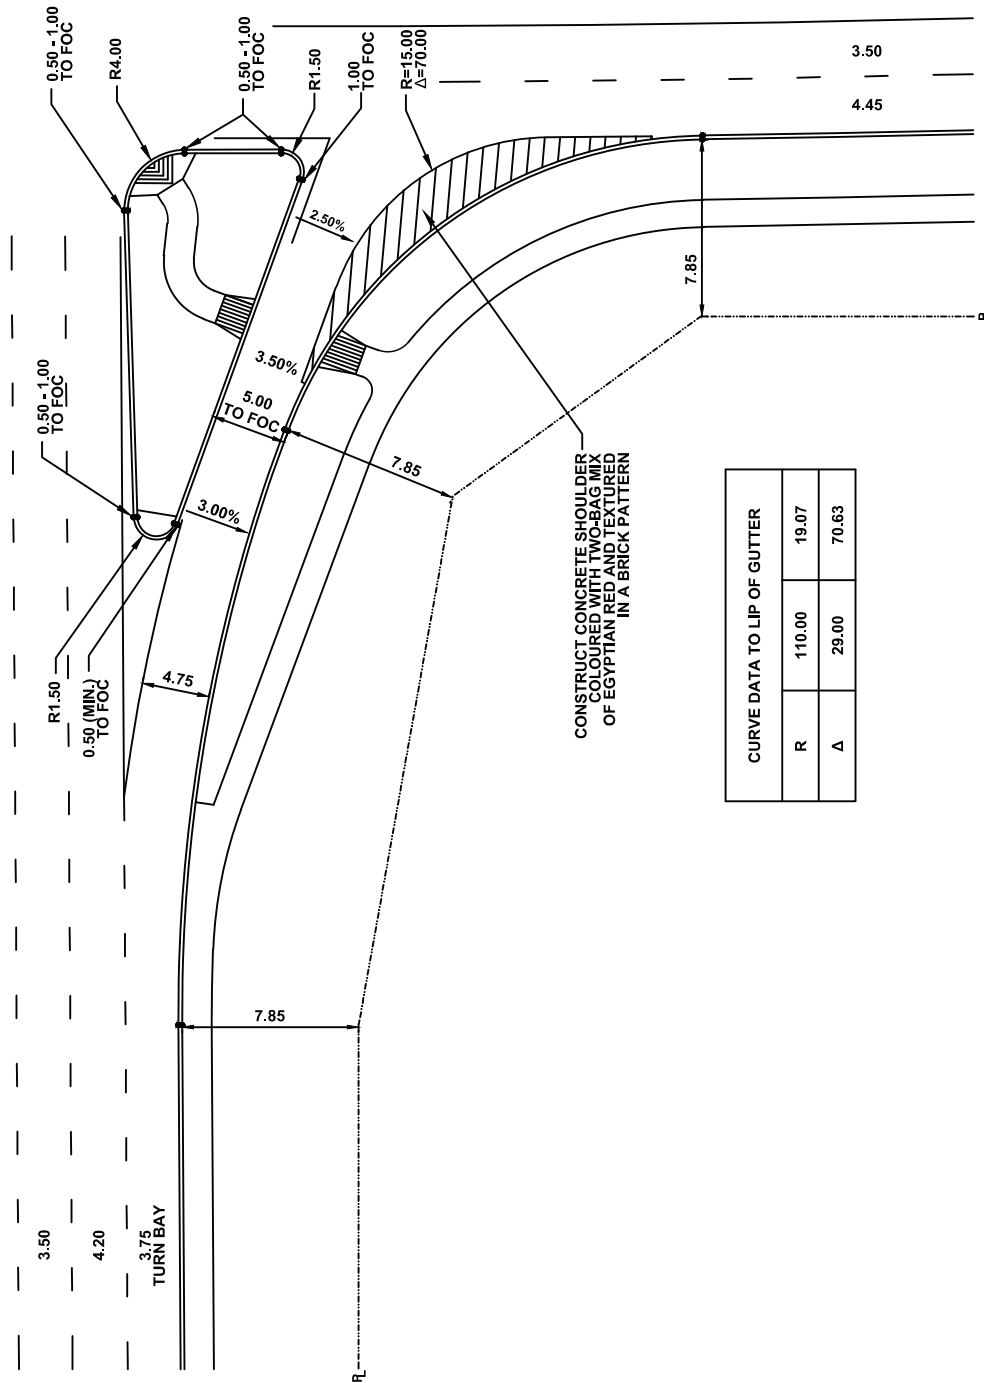 0.50 - 1.00
TO FOC
R4.00
0.50 - 1.00
TO FOC
R1.50
1.00
TO FOC
R=15.00
Δ=70.00
3.50
4.45
2.50%
7.85
3.50%
0.50 - 1.00
TO FOC
5.00
TO FOC
7.85
3.00%
R1.50
0.50 (MIN.)
TO FOC
4.75
CONSTRUCT CONCRETE SHOULDER
COLOURED WITH TWO-BAG MIX
OF EGYPTIAN RED AND TEXTURED
IN A BRICK PATTERN
CURVE DATA TO LIP OF GUTTER
R 110.00 19.07
Δ 29.00 70.63
7.85
3.50
4.20
3.75
TURN BAY
PL